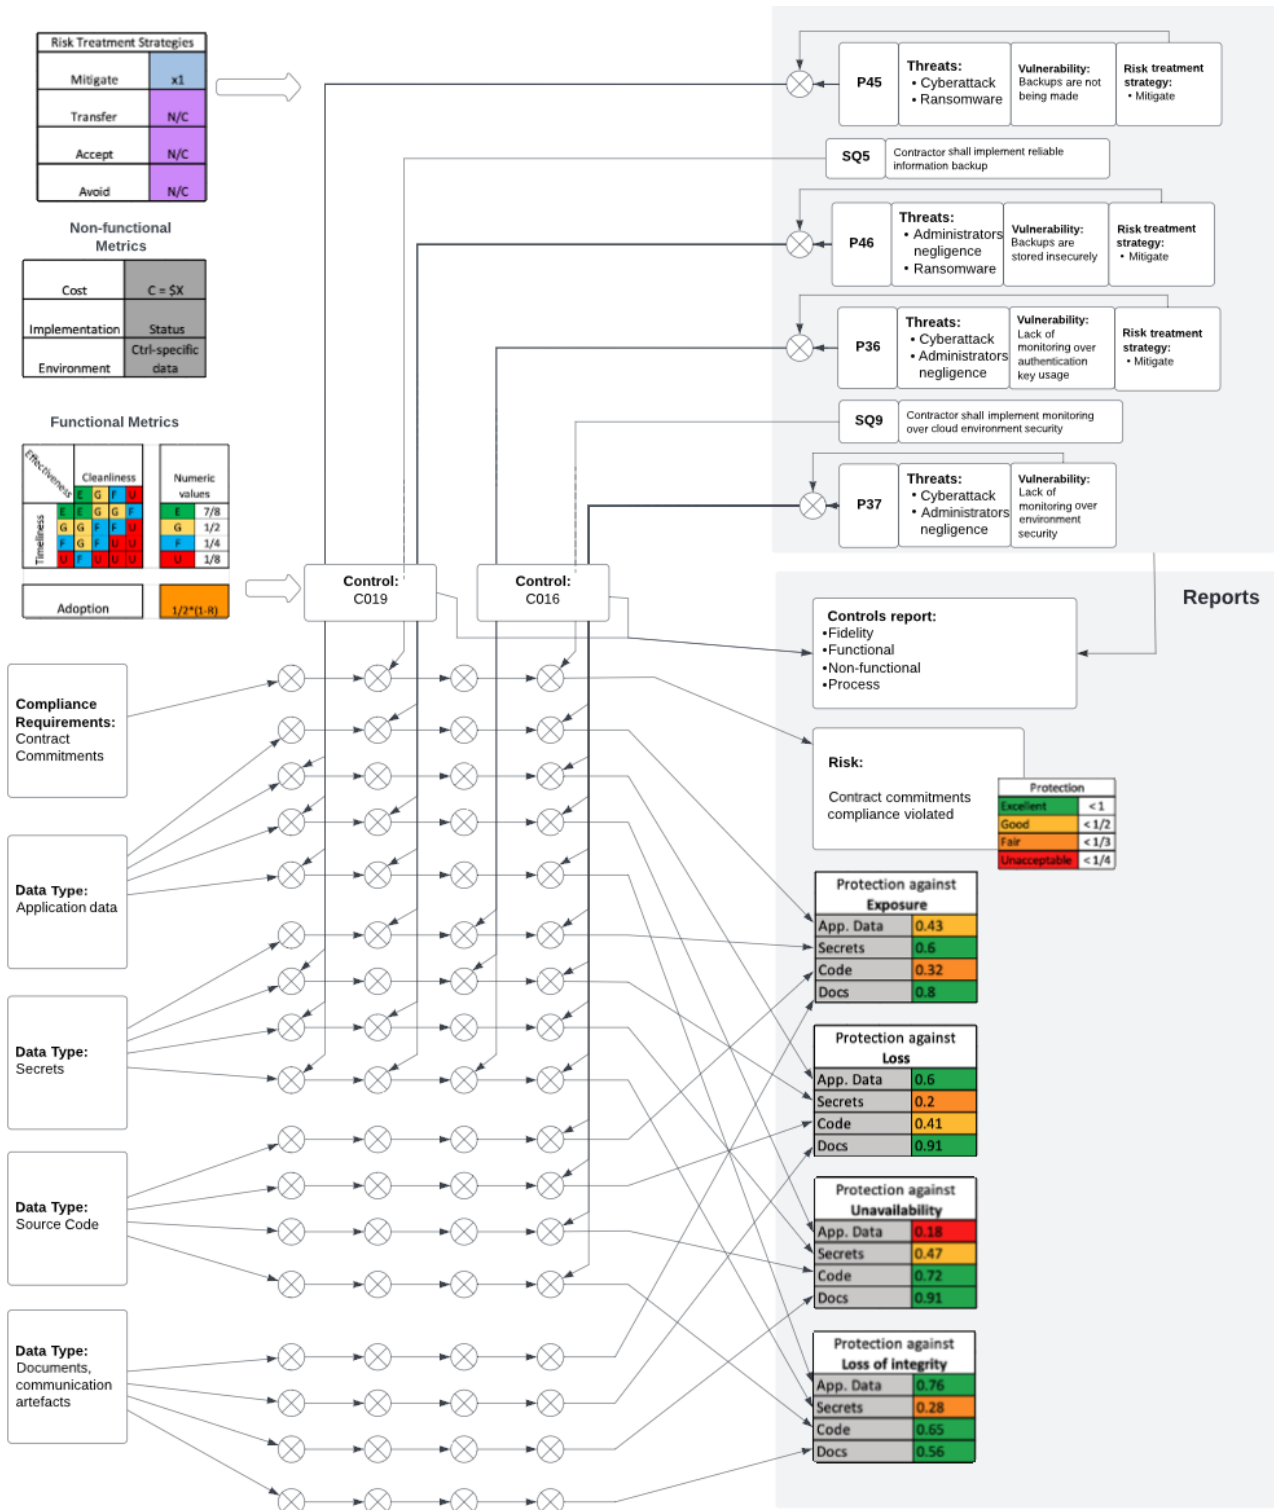 Risk Treatment Strategies
Mitigate x1
Transfer N/C
Accept N/C
Avoid N/C
Non-functional
Metrics
Cost C = $X
Implementation Status
Environment Ctrl-specific
data
Functional Metrics
Effectiveness
Cleanliness
E G F U
Timeliness
E E G G F
G G F F U
F G F U U
U F U U U
Numeric
values
E 7/8
G 1/2
F 1/4
U 1/8
Adoption 1/2*(1-R)
P45
Threats:
• Cyberattack
• Ransomware
Vulnerability:
Backups are not
being made
Risk treatment
strategy:
• Mitigate
SQ5
Contractor shall implement reliable
information backup
P46
Threats:
• Administrators
negligence
• Ransomware
Vulnerability:
Backups are
stored insecurely
Risk treatment
strategy:
• Mitigate
P36
Threats:
• Cyberattack
• Administrators
negligence
Vulnerability:
Lack of
monitoring over
authentication
key usage
Risk treatment
strategy:
• Mitigate
SQ9
Contractor shall implement monitoring
over cloud environment security
P37
Threats:
• Cyberattack
• Administrators
negligence
Vulnerability:
Lack of
monitoring over
environment
security
Control:
C019
Control:
C016
Reports
Controls report:
•Fidelity
•Functional
•Non-functional
•Process
Compliance
Requirements:
Contract
Commitments
Risk:
Contract commitments
compliance violated
Protection
Excellent < 1
Good < 1/2
Fair < 1/3
Unacceptable < 1/4
Data Type:
Application data
Data Type:
Secrets
Data Type:
Source Code
Data Type:
Documents,
communication
artefacts
Protection against
Exposure
App. Data 0.43
Secrets 0.6
Code 0.32
Docs 0.8
Protection against
Loss
App. Data 0.6
Secrets 0.2
Code 0.41
Docs 0.91
Protection against
Unavailability
App. Data 0.18
Secrets 0.47
Code 0.72
Docs 0.91
Protection against
Loss of integrity
App. Data 0.76
Secrets 0.28
Code 0.65
Docs 0.56